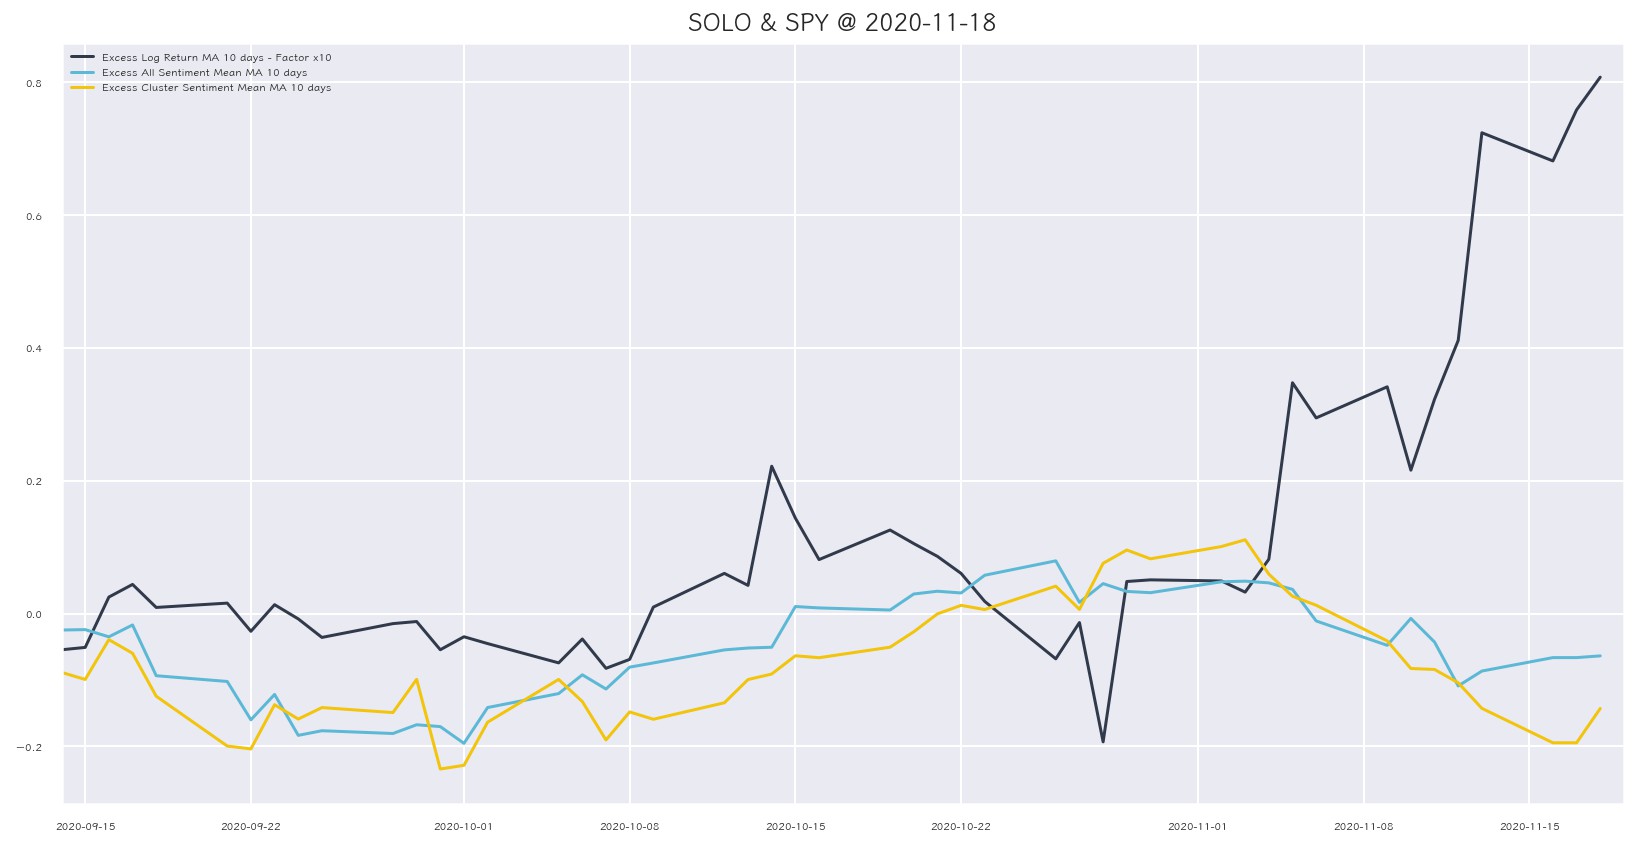 SOLO & SPY @ 2020-11-18
Excess Log Return MA 10 days - Factor x10
Excess All Sentiment Mean MA 10 days
Excess Cluster Sentiment Mean MA 10 days
0.8
0.6
0.4
0.2
0.0
−0.2
2020-09-15 2020-09-22 2020-10-01 2020-10-08 2020-10-15 2020-10-22 2020-11-01 2020-11-08 2020-11-15